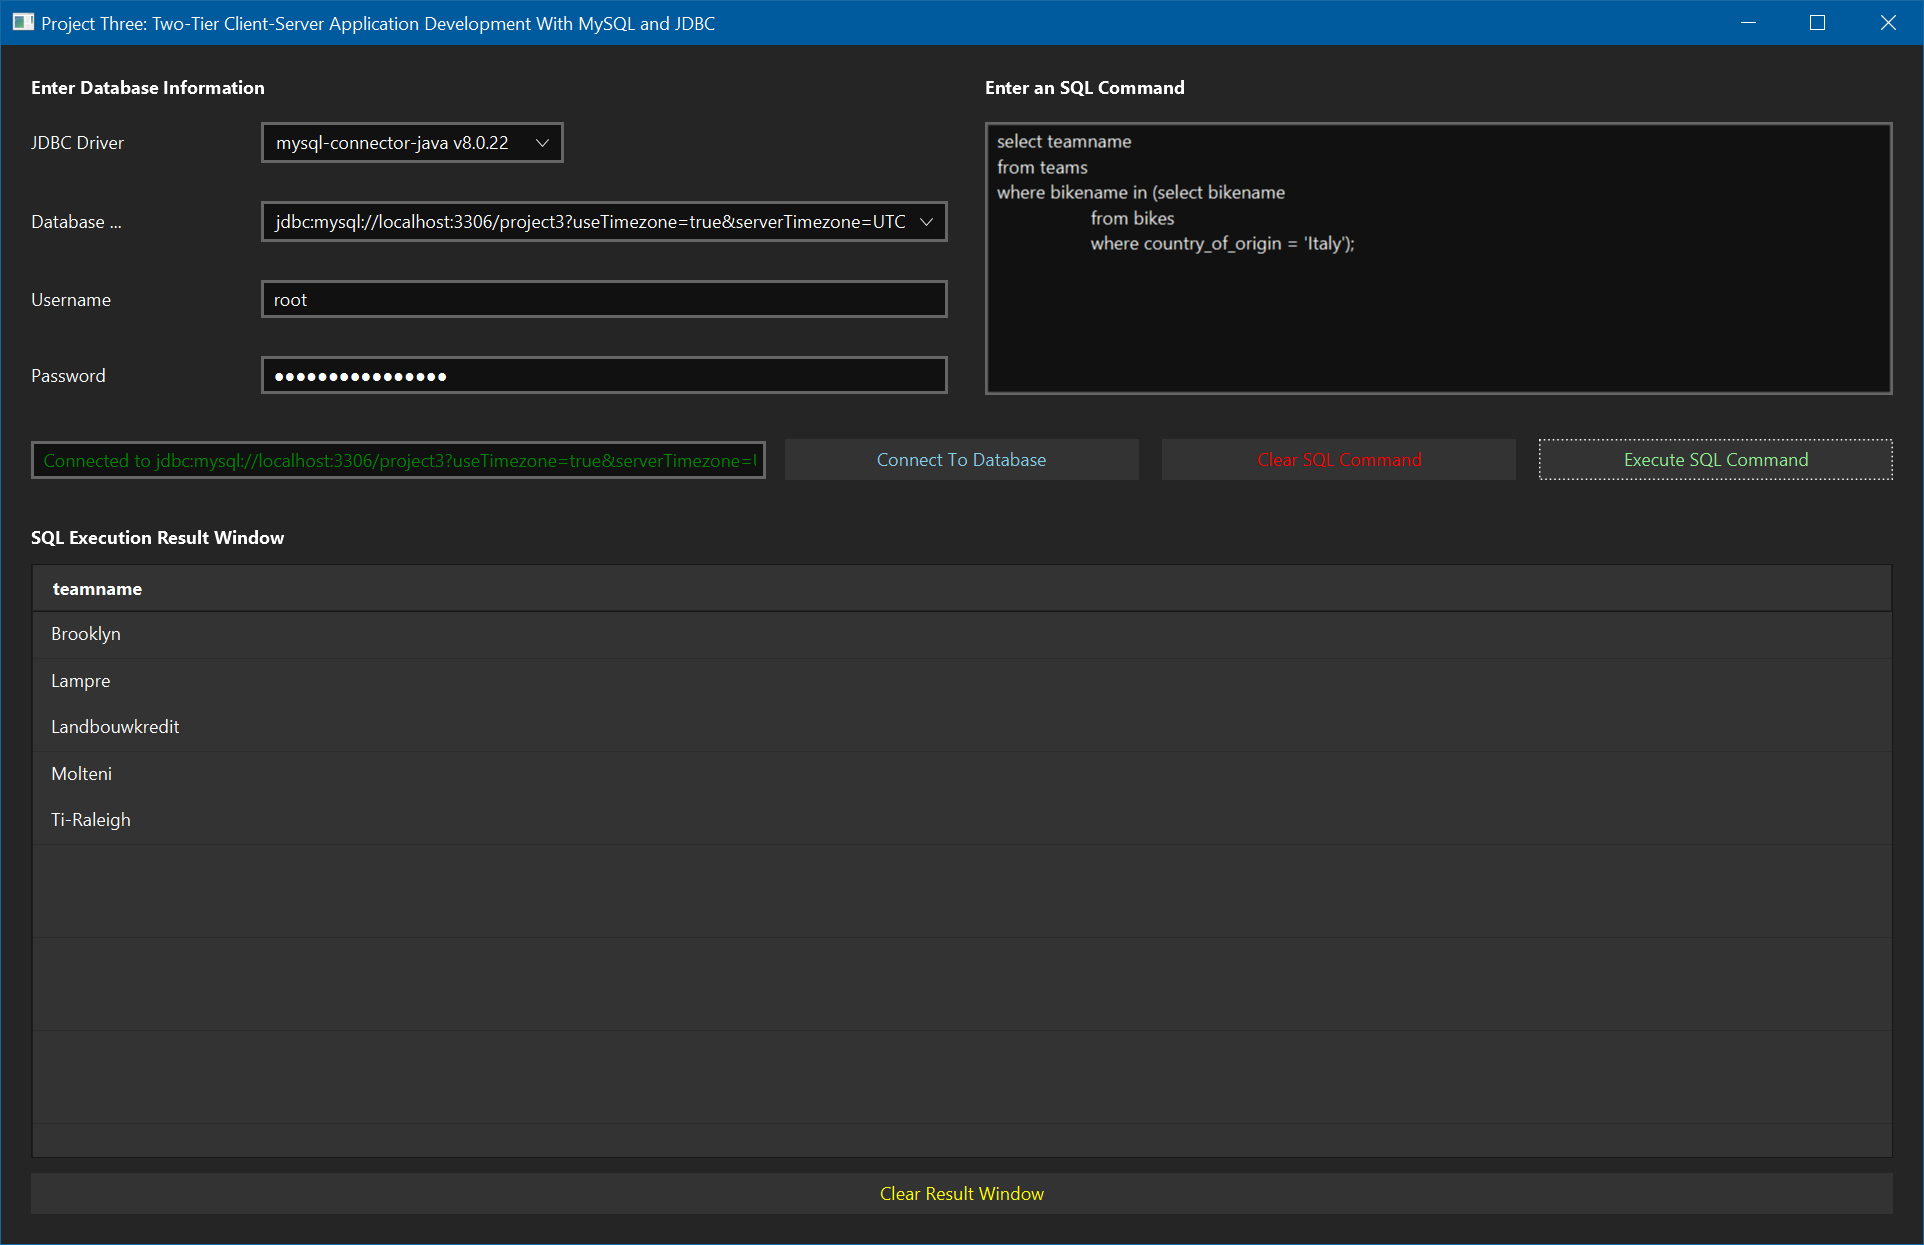 Project Three: Two-Tier Client-Server Application Development With MySQL and JDBC
Enter Database Information
JDBC Driver
mysql-connector-java v8.0.22
Database ...
jdbc:mysql://localhost:3306/project3?useTimezone=true&serverTimezone=UTC
Username
root
Password
●●●●●●●●●●●●●●●●
Enter an SQL Command
select teamname
from teams
where bikename in (select bikename
from bikes
where country_of_origin = 'Italy');
Connected to jdbc:mysql://localhost:3306/project3?useTimezone=true&serverTimezone=
Connect To Database
Clear SQL Command
Execute SQL Command
SQL Execution Result Window
teamname
Brooklyn
Lampre
Landbouwkredit
Molteni
Ti-Raleigh
Clear Result Window